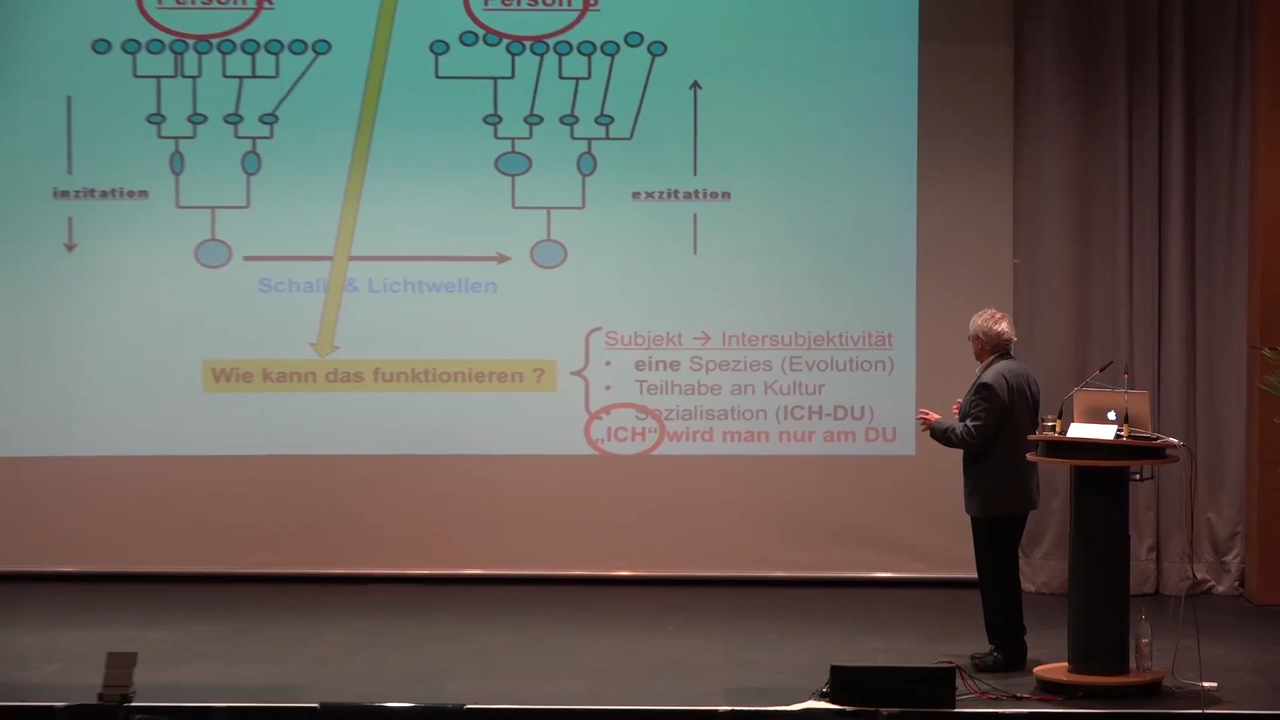 Person A
Person B
inzitation
exzitation
Schall & Lichtwellen
Wie kann das funktionieren ?
Subjekt → Intersubjektivität
• eine Spezies (Evolution)
• Teilhabe an Kultur
• Sozialisation (ICH-DU)
„ICH“ wird man nur am DU